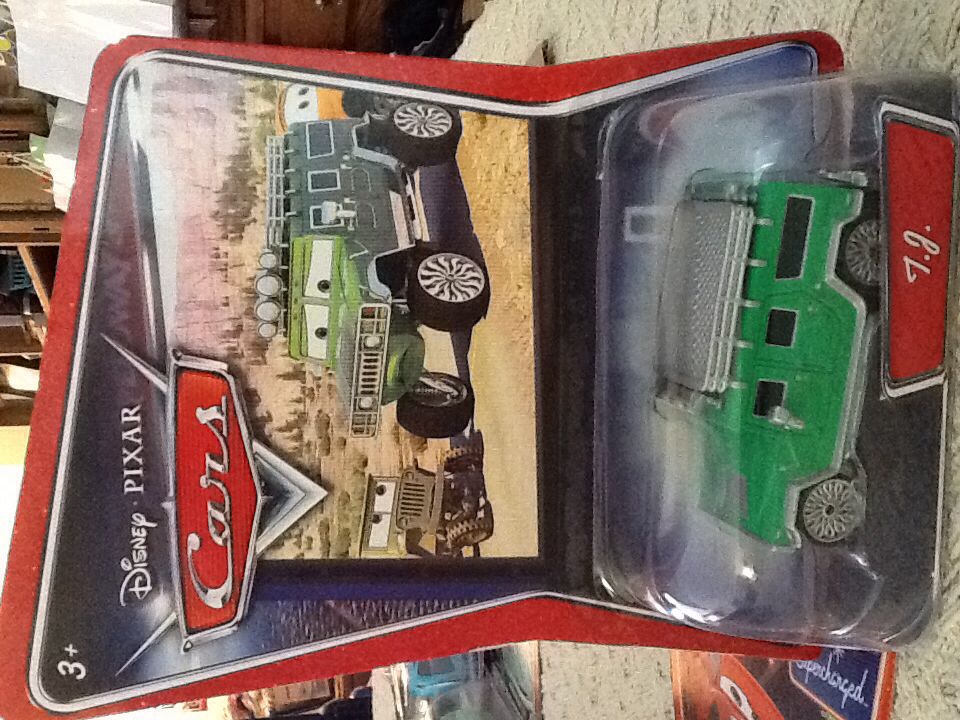 3+
DISNEY PIXAR
Cars
T.J.
Supercharged